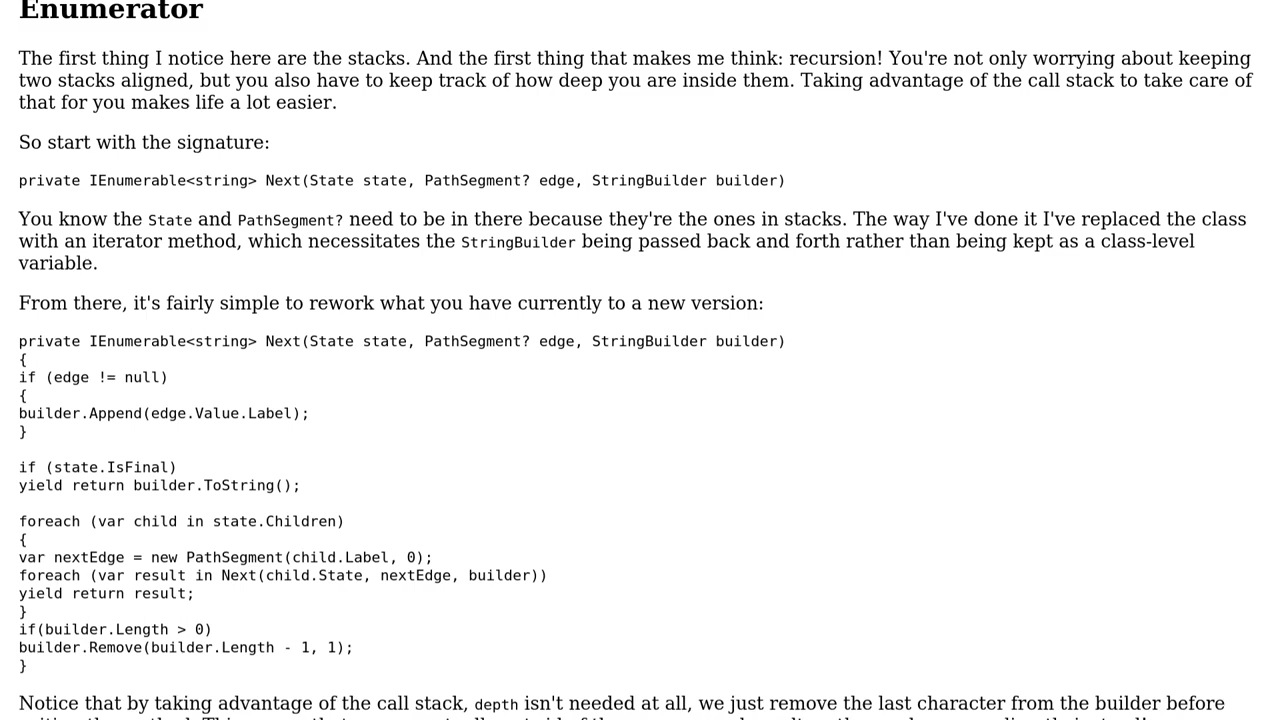 Enumerator
The first thing I notice here are the stacks. And the first thing that makes me think: recursion! You're not only worrying about keeping
two stacks aligned, but you also have to keep track of how deep you are inside them. Taking advantage of the call stack to take care of
that for you makes life a lot easier.
So start with the signature:
private IEnumerable<string> Next(State state, PathSegment? edge, StringBuilder builder)
You know the State and PathSegment? need to be in there because they're the ones in stacks. The way I've done it I've replaced the class
with an iterator method, which necessitates the StringBuilder being passed back and forth rather than being kept as a class-level
variable.
From there, it's fairly simple to rework what you have currently to a new version:
private IEnumerable<string> Next(State state, PathSegment? edge, StringBuilder builder)
{
if (edge != null)
{
builder.Append(edge.Value.Label);
}
if (state.IsFinal)
yield return builder.ToString();
foreach (var child in state.Children)
{
var nextEdge = new PathSegment(child.Label, 0);
foreach (var result in Next(child.State, nextEdge, builder))
yield return result;
}
if(builder.Length > 0)
builder.Remove(builder.Length - 1, 1);
}
Notice that by taking advantage of the call stack, depth isn't needed at all, we just remove the last character from the builder before